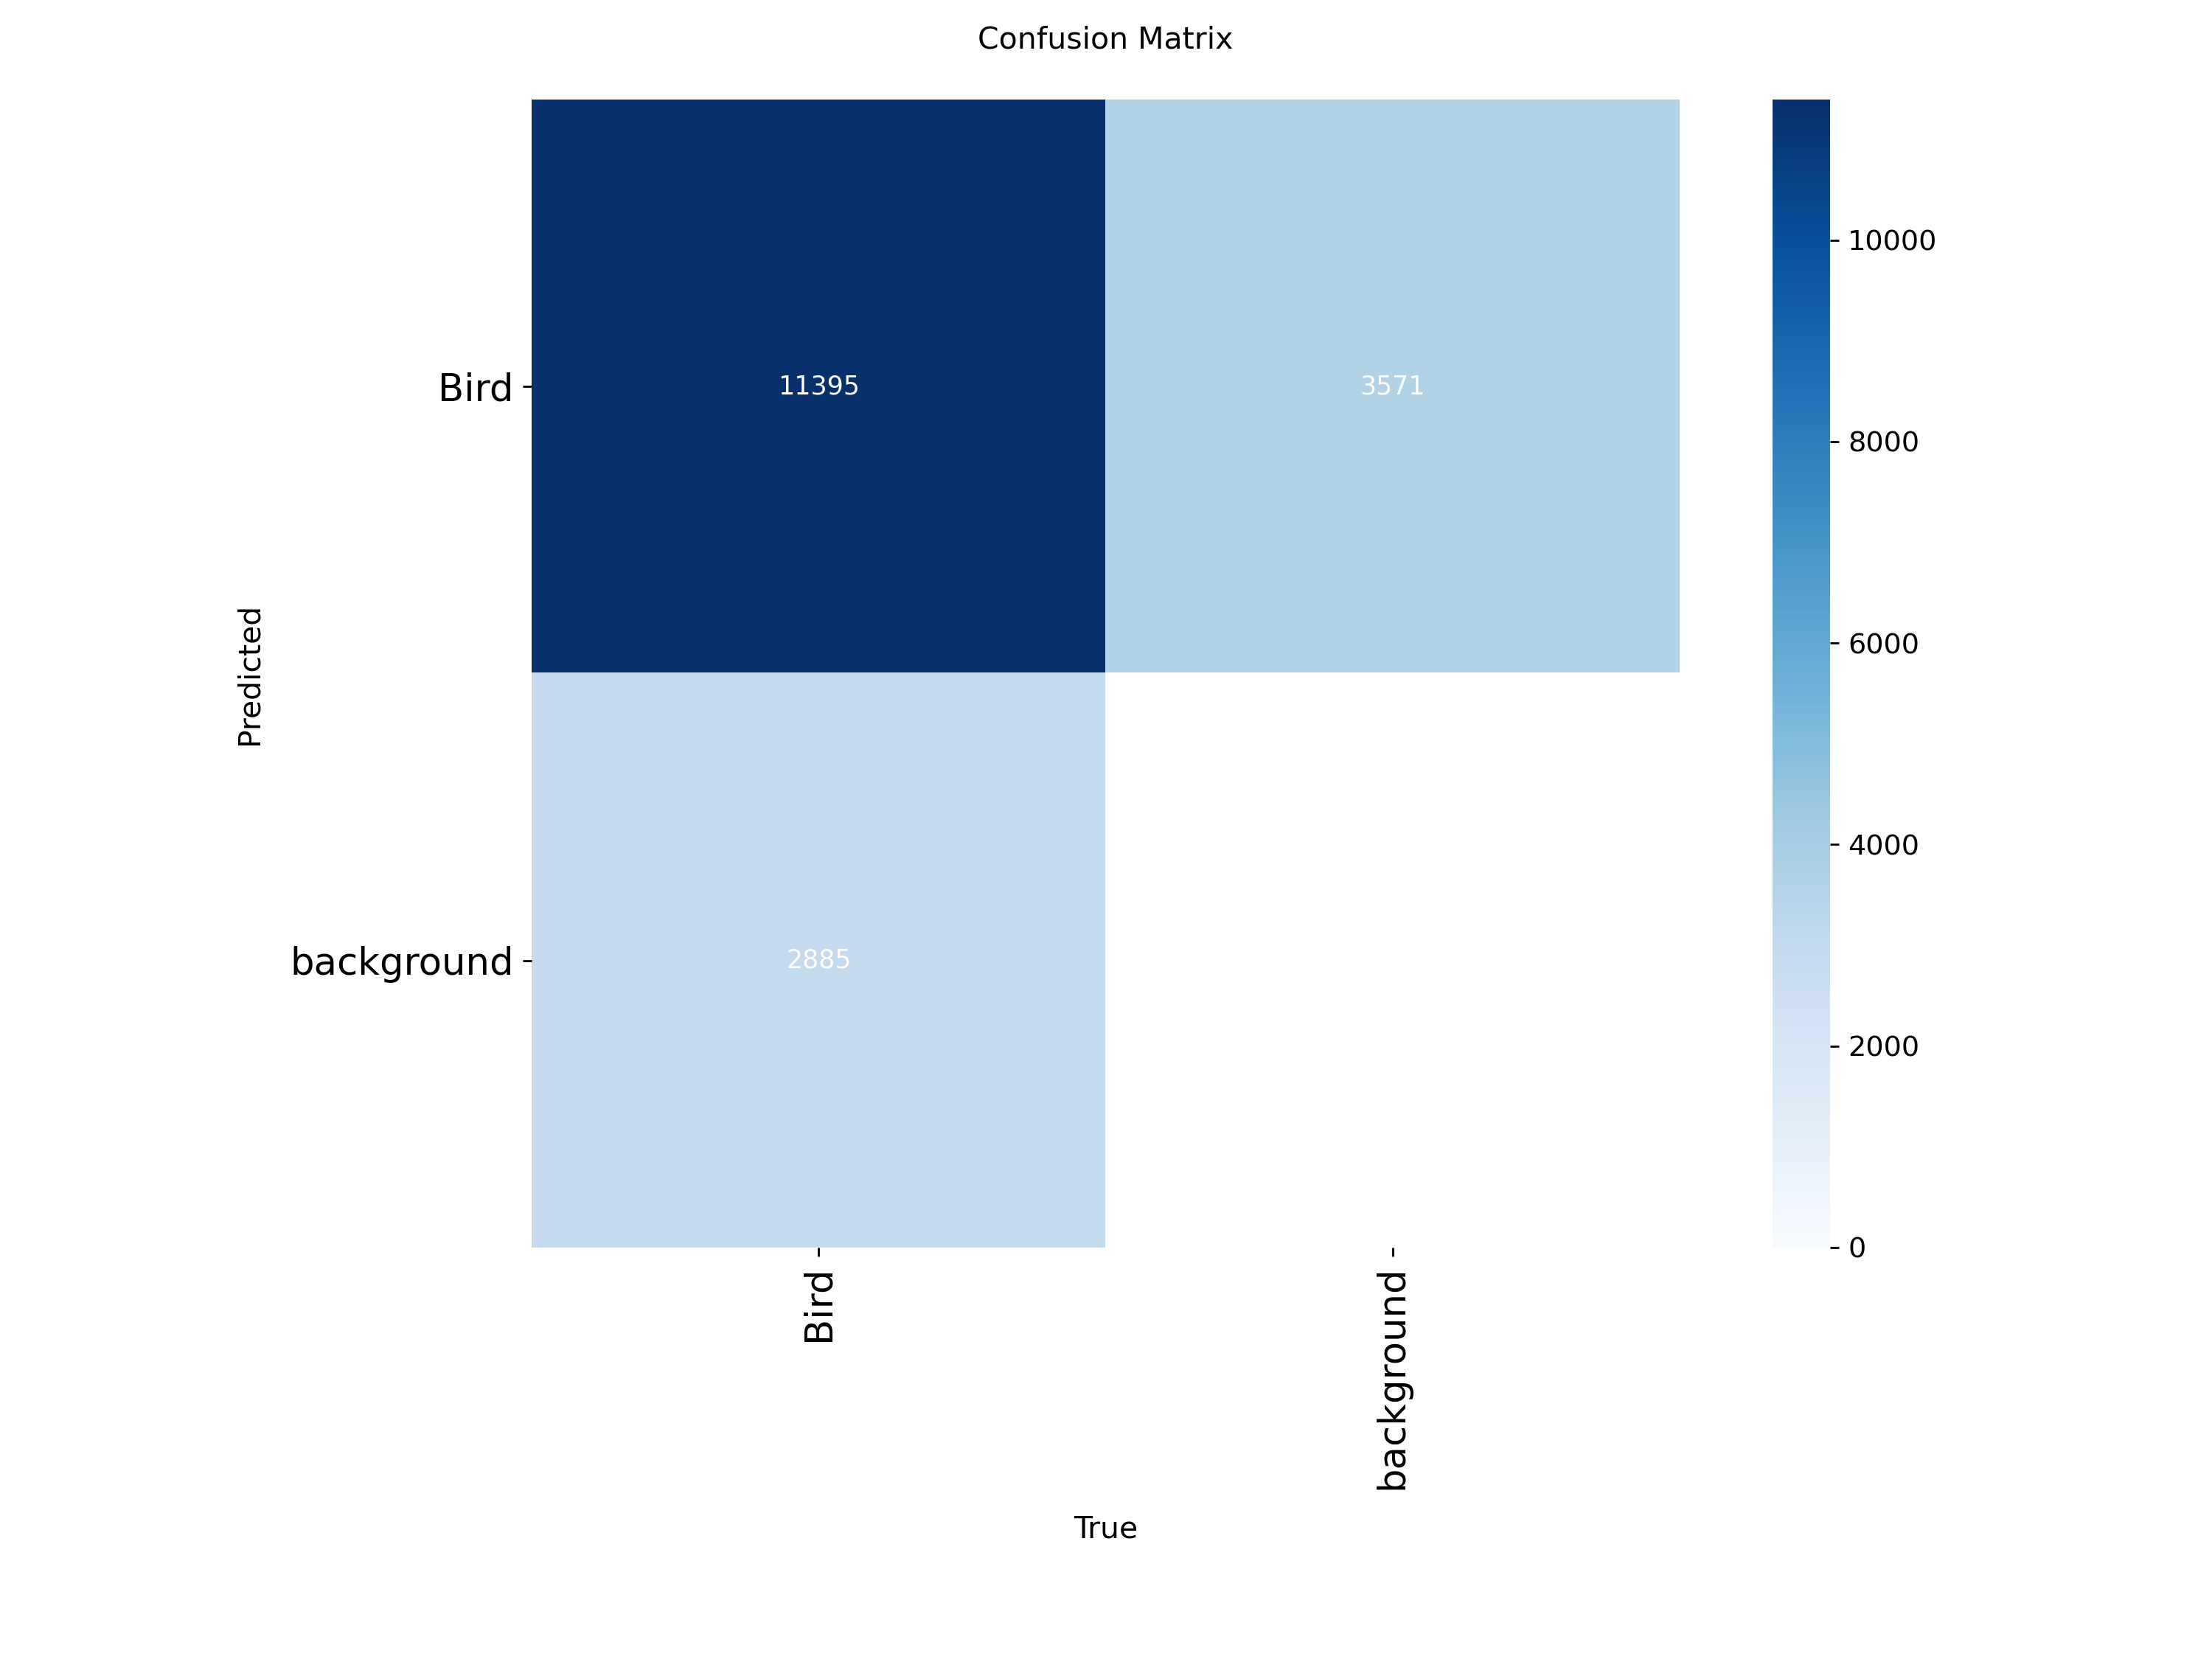 Confusion Matrix
Bird
11395
3571
Predicted
background
2885
Bird
background
True
10000
8000
6000
4000
2000
0